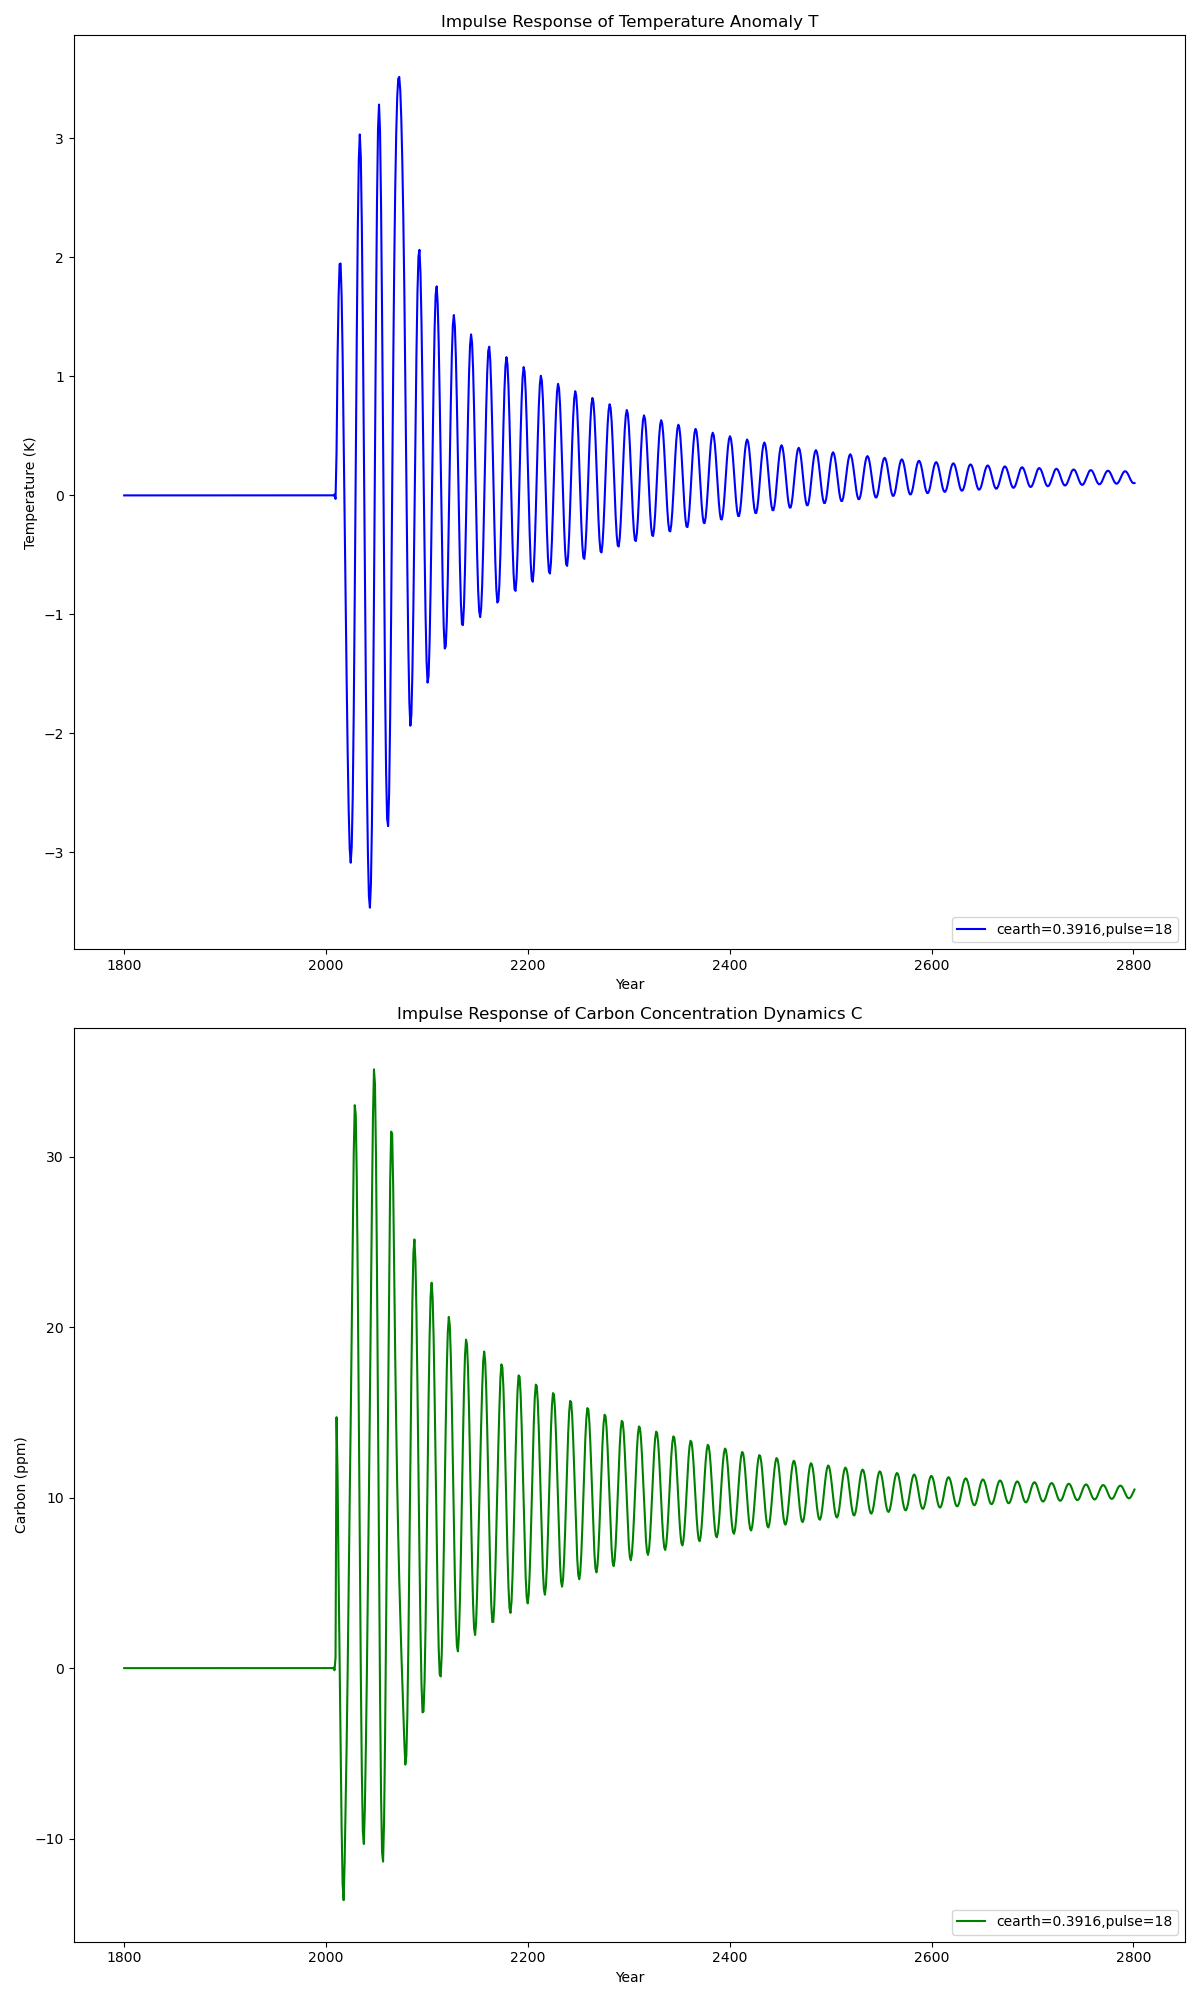 Impulse Response of Temperature Anomaly T
3
2
1
0
−1
−2
−3
Temperature (K)
cearth=0.3916,pulse=18
1800 2000 2200 2400 2600 2800
Year
Impulse Response of Carbon Concentration Dynamics C
30
20
10
0
−10
Carbon (ppm)
cearth=0.3916,pulse=18
1800 2000 2200 2400 2600 2800
Year